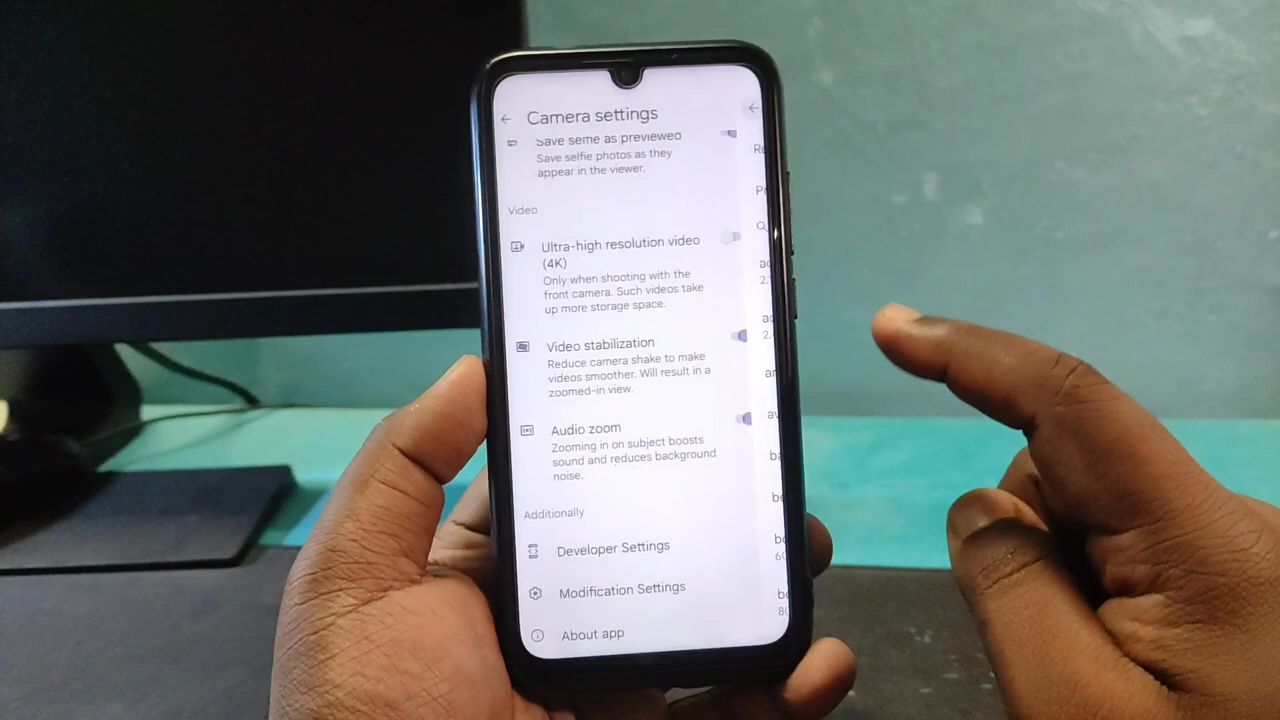 Camera settings
Save selfie as previewed
Save selfie photos as they
appear in the viewer.
Video
Ultra-high resolution video
(4K)
Only when shooting with the
front camera. Such videos take
up more storage space.
Video stabilization
Reduce camera shake to make
videos smoother. Will result in a
zoomed-in view.
Audio zoom
Zooming in on subject boosts
sound and reduces background
noise.
Additionally
Developer Settings
Modification Settings
About app